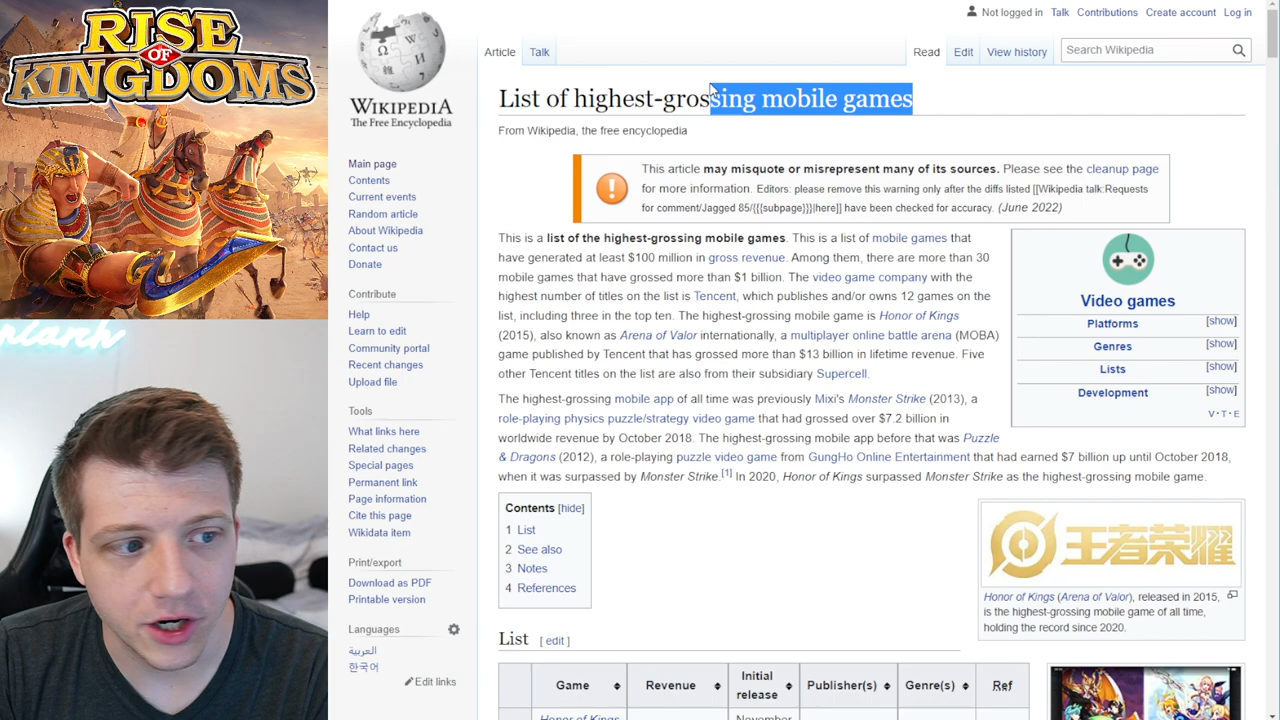 RISE
OF
KINGDOMS
WIKIPEDIA
The Free Encyclopedia
Main page
Contents
Current events
Random article
About Wikipedia
Contact us
Donate
Contribute
Help
Learn to edit
Community portal
Recent changes
Upload file
Tools
What links here
Related changes
Special pages
Permanent link
Page information
Cite this page
Wikidata item
Print/export
Download as PDF
Printable version
Languages
العربية
한국어
Edit links
Not logged in Talk Contributions Create account Log in
Article Talk Read Edit View history Search Wikipedia
List of highest-grossing mobile games
From Wikipedia, the free encyclopedia
This article may misquote or misrepresent many of its sources. Please see the cleanup page
for more information. Editors: please remove this warning only after the diffs listed [[Wikipedia talk:Requests
for comment/Jagged 85/{{{subpage}}}|here]] have been checked for accuracy. (June 2022)
This is a list of the highest-grossing mobile games. This is a list of mobile games that
have generated at least $100 million in gross revenue. Among them, there are more than 30
mobile games that have grossed more than $1 billion. The video game company with the
highest number of titles on the list is Tencent, which publishes and/or owns 12 games on the
list, including three in the top ten. The highest-grossing mobile game is Honor of Kings
(2015), also known as Arena of Valor internationally, a multiplayer online battle arena (MOBA)
game published by Tencent that has grossed more than $13 billion in lifetime revenue. Five
other Tencent titles on the list are also from their subsidiary Supercell.
The highest-grossing mobile app of all time was previously Mixi's Monster Strike (2013), a
role-playing physics puzzle/strategy video game that had grossed over $7.2 billion in
worldwide revenue by October 2018. The highest-grossing mobile app before that was Puzzle
& Dragons (2012), a role-playing puzzle video game from GungHo Online Entertainment that had earned $7 billion up until October 2018,
when it was surpassed by Monster Strike.[1] In 2020, Honor of Kings surpassed Monster Strike as the highest-grossing mobile game.
Video games
Platforms [show]
Genres [show]
Lists [show]
Development [show]
V·T·E
Contents [hide]
1 List
2 See also
3 Notes
4 References
王者荣耀
Honor of Kings (Arena of Valor), released in 2015,
is the highest-grossing mobile game of all time,
holding the record since 2020.
List [ edit ]
Game Revenue Initial release Publisher(s) Genre(s) Ref
Honor of Kings November